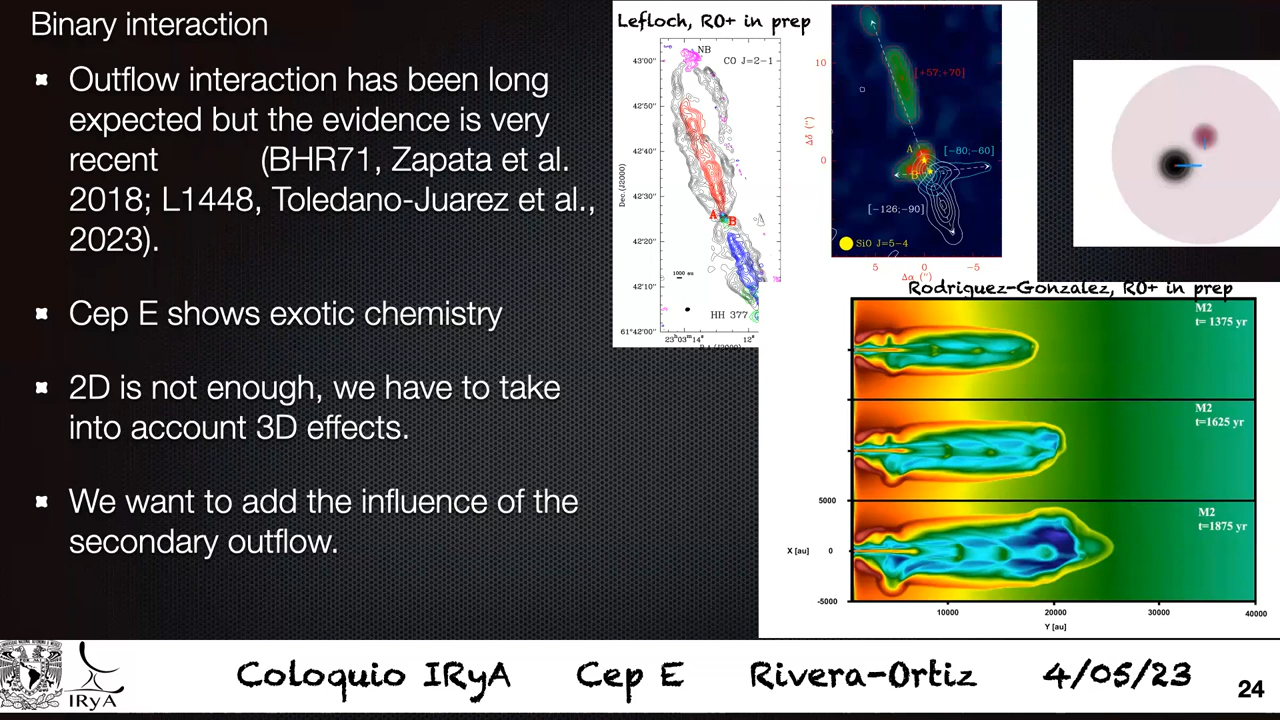 Binary interaction
Outflow interaction has been long
expected but the evidence is very
recent (BHR71, Zapata et al.
2018; L1448, Toledano-Juarez et al.,
2023).
Cep E shows exotic chemistry
2D is not enough, we have to take
into account 3D effects.
We want to add the influence of the
secondary outflow.
Lefloch, RO+ in prep
NB
CO J=2-1
43'00"
42'50"
42'40"
42'30"
42'20"
42'10"
61°42'00"
Dec.(J2000)
A
B
1000 au
HH 377
23ʰ03ᵐ14ˢ
12ˢ
10
0
Δδ (")
[+57;+70]
A
[-80;-60]
[-126;-90]
SiO J=5-4
5
0
-5
Δα (")
Rodriguez-Gonzalez, RO+ in prep
M2
t= 1375 yr
M2
t=1625 yr
M2
t=1875 yr
5000
X [au]
0
-5000
10000
20000
30000
40000
Y [au]
IRyA
Coloquio IRyA Cep E Rivera-Ortiz 4/05/23
24